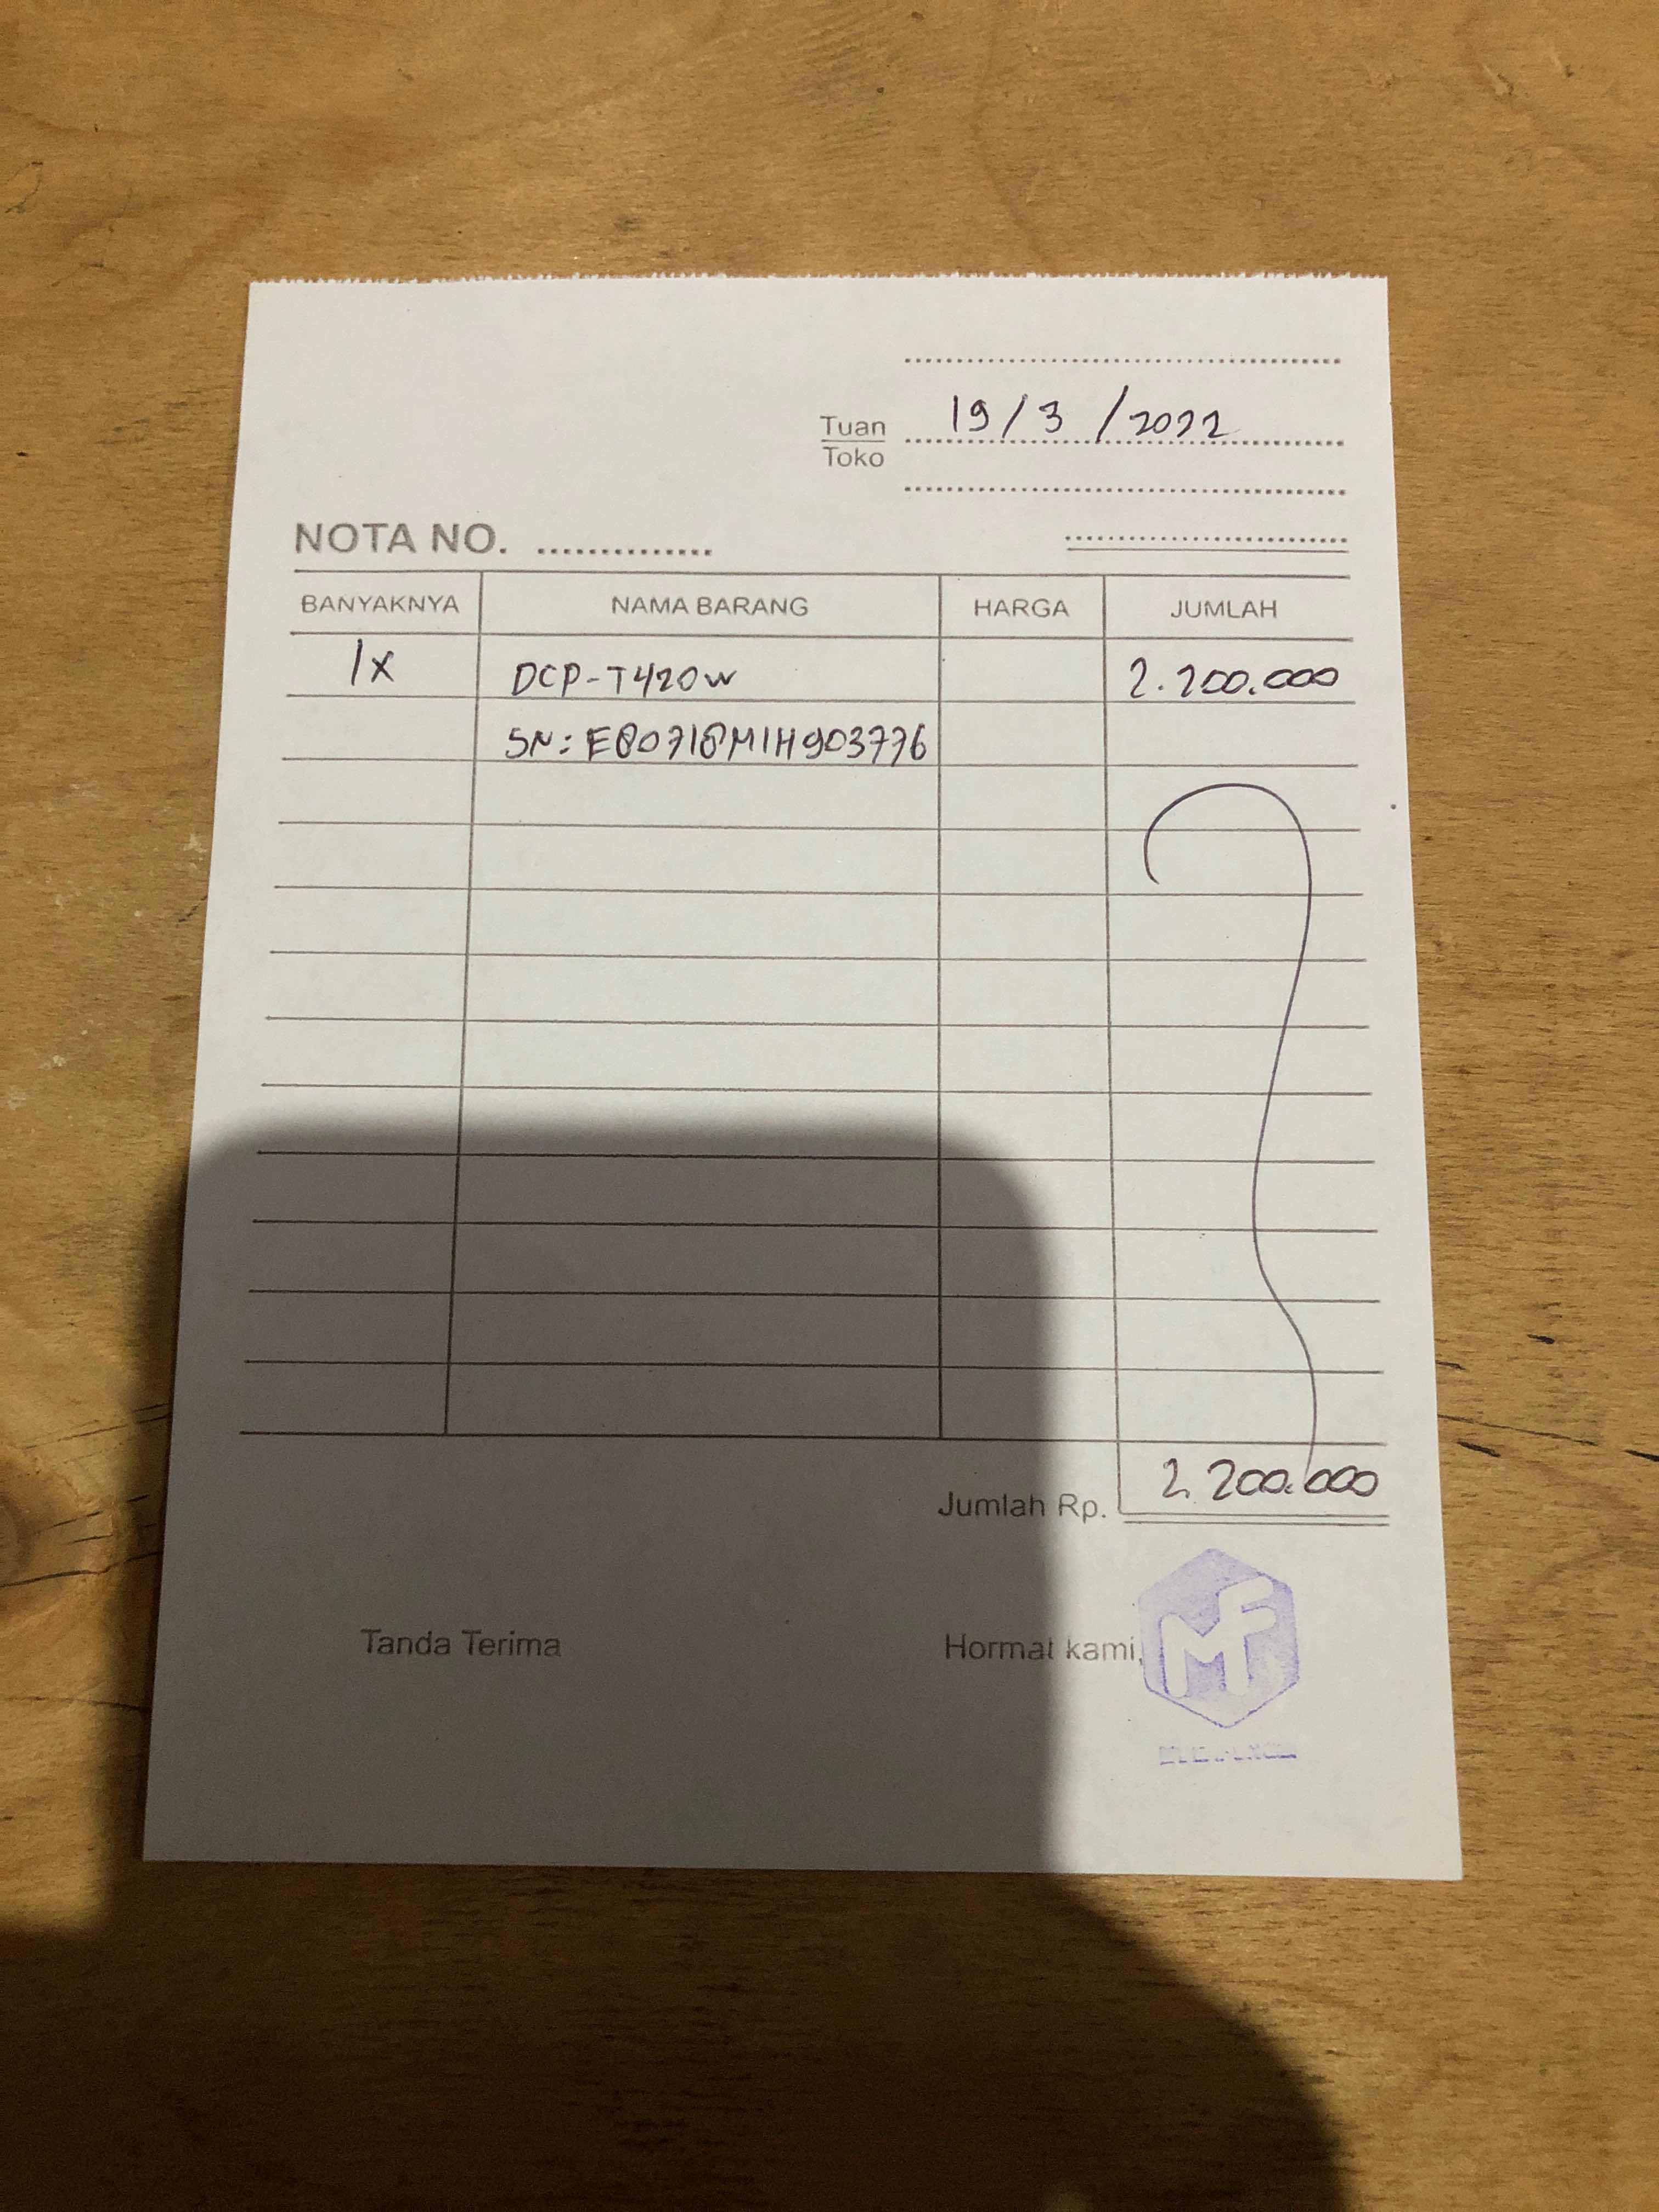 19/3/2022
Tuan
Toko
NOTA NO.
BANYAKNYA NAMA BARANG HARGA JUMLAH
1x DCP-T420w 2.200.000
SN: E80718M1H903776
Jumlah Rp. 2.200.000
Tanda Terima Hormat kami,
MF